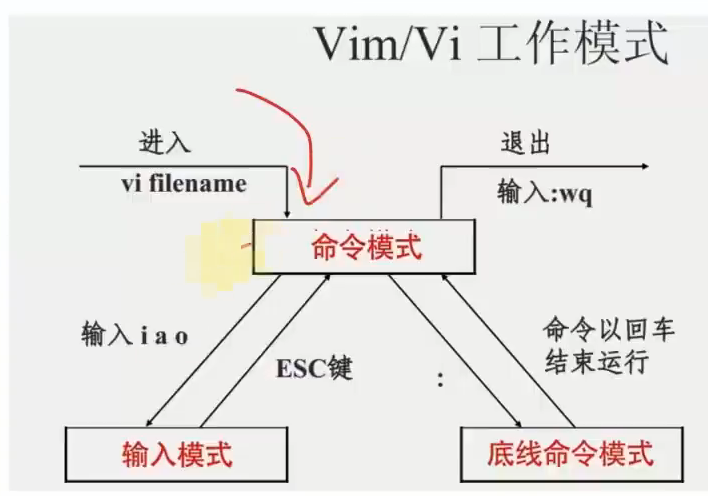 Vim/Vi 工作模式
进入
vi filename
退出
输入:wq
命令模式
输入 i a o
ESC键
:
命令以回车
结束运行
输入模式
底线命令模式